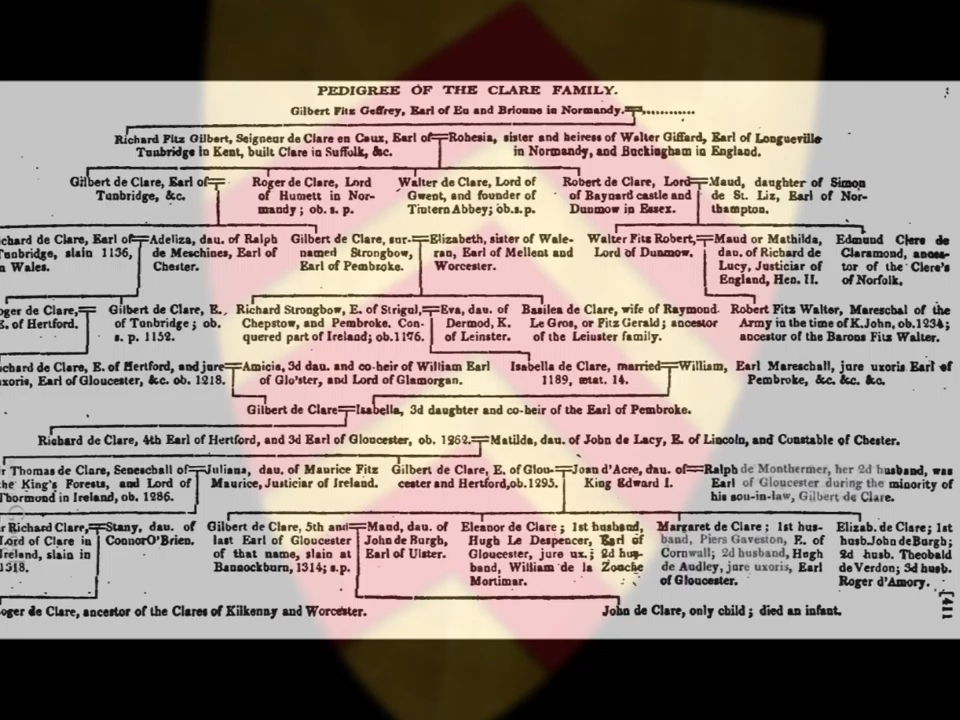 PEDIGREE OF THE CLARE FAMILY.
Gilbert Fitz Geffrey, Earl of Eu and Brionne in Normandy.
Richard Fitz Gilbert, Seigneur de Clare en Caux, Earl of
Tunbridge in Kent, built Clare in Suffolk, &c.
Rohesia, sister and heiress of Walter Giffard, Earl of Longueville
in Normandy, and Buckingham in England.
Gilbert de Clare, Earl of
Tunbridge, &c.
Roger de Clare, Lord
of Humett in Nor-
mandy; ob. s. p.
Walter de Clare, Lord of
Gwent, and founder of
Tintern Abbey; ob.s.p.
Robert de Clare, Lord
of Baynard castle and
Dunmow in Essex.
Maud, daughter of Simon
de St. Liz, Earl of Nor-
thampton.
chard de Clare, Earl of
unbridge, slain 1136,
n Wales.
Adeliza, dau. of Ralph
de Meschines, Earl of
Chester.
Gilbert de Clare, sur-
named Strongbow,
Earl of Pembroke.
Elizabeth, sister of Wale-
ran, Earl of Mellent and
Worcester.
Walter Fitz Robert,
Lord of Dunmow.
Maud or Mathilda,
dau. of Richard de
Lucy, Justiciar of
England, Hen. II.
Edmund Clere de
Claramond, ances-
tor of the Clere's
of Norfolk.
oger de Clare,
E. of Hertford.
Gilbert de Clare, E.
of Tonbridge; ob.
s. p. 1152.
Richard Strongbow, E. of Strigul,
Chepstow, and Pembroke. Con-
quered part of Ireland; ob.1176.
Eva, dau. of
Dermod, K.
of Leinster.
Basilea de Clare, wife of Raymond
Le Gros, or Fitz Gerald; ancestor
of the Leinster family.
Robert Fitz Walter, Mareschal of the
Army in the time of K.John, ob.1234;
ancestor of the Barons Fitz Walter.
chard de Clare, E. of Hertford, and jure
uxoris, Earl of Gloucester, &c. ob. 1218.
Amicia, 3d dau. and co-heir of William Earl
of Glo'ster, and Lord of Glamorgan.
Isabella de Clare, married
1189, ætat. 14.
William, Earl Mareschall, jure uxoris Earl of
Pembroke, &c. &c. &c.
Gilbert de Clare
Isabella, 3d daughter and co-heir of the Earl of Pembroke.
Richard de Clare, 4th Earl of Hertford, and 3d Earl of Gloucester, ob. 1262.
Matilda, dau. of John de Lacy, E. of Lincoln, and Constable of Chester.
r Thomas de Clare, Seneschall of
the King's Forests, and Lord of
Thormond in Ireland, ob. 1286.
Juliana, dau. of Maurice Fitz
Maurice, Justiciar of Ireland.
Gilbert de Clare, E. of Glou-
cester and Hertford,ob.1295.
Joan d'Acre, dau. of
King Edward I.
Ralph de Monthermer, her 2d husband, was
Earl of Gloucester during the minority of
his son-in-law, Gilbert de Clare.
r Richard Clare,
Lord of Clare in
Ireland, slain in
1318.
Stany, dau. of
Connor O'Brien.
Gilbert de Clare, 5th and
last Earl of Gloucester
of that name, slain at
Bannockburn, 1314; s.p.
Maud, dau. of
John de Burgh,
Earl of Ulster.
Eleanor de Clare; 1st husband,
Hugh Le Despencer, Earl of
Gloucester, jure ux.; 2d hus-
band, William de la Zouche
Mortimar.
Margaret de Clare; 1st hus-
band, Piers Gaveston, E. of
Cornwall; 2d husband, Hugh
de Audley, jure uxoris, Earl
of Gloucester.
Elizab. de Clare; 1st
husb.John de Burgh;
2d husb. Theobald
de Verdon; 3d husb.
Roger d'Amory.
oger de Clare, ancestor of the Clares of Kilkenny and Worcester.
John de Clare, only child; died an infant.